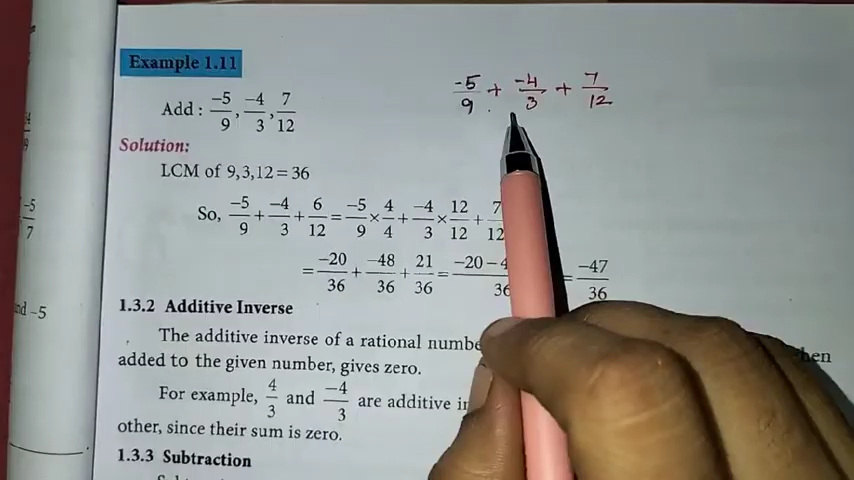 Example 1.11
-5/9 + -4/3 + 7/12
Add : -5/9, -4/3, 7/12
Solution:
LCM of 9,3,12 = 36
So, -5/9 + -4/3 + 6/12 = -5/9 × 4/4 + -4/3 × 12/12 + 7/12
= -20/36 + -48/36 + 21/36 = -20 - 4 36 = -47/36
1.3.2 Additive Inverse
The additive inverse of a rational
added to the given number, gives zero.
For example, 4/3 and -4/3 are additive
other, since their sum is zero.
1.3.3 Subtraction
-5/7
-5